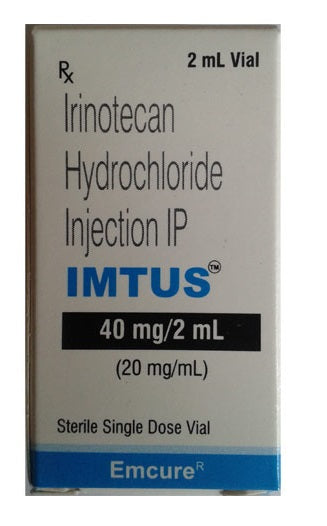 Rx
2 mL Vial
Irinotecan
Hydrochloride
Injection IP
IMTUS™
40 mg/2 mL
(20 mg/mL)
Sterile Single Dose Vial
Emcure®